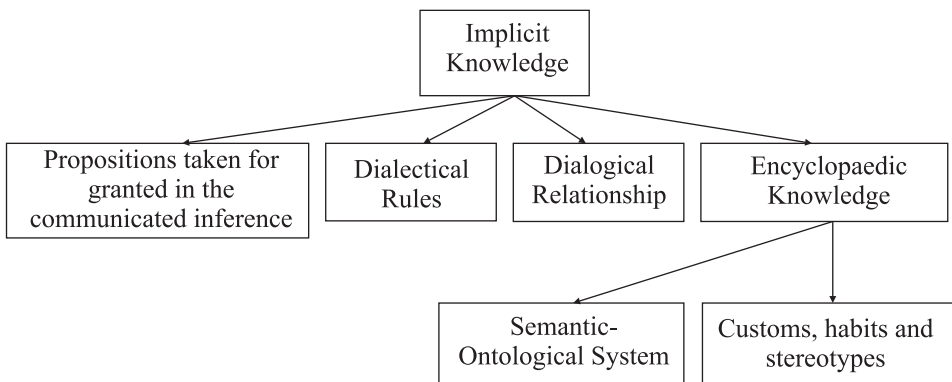 Implicit
Knowledge
Propositions taken for
granted in the
communicated inference
Dialectical
Rules
Dialogical
Relationship
Encyclopaedic
Knowledge
Semantic-
Ontological System
Customs, habits and
stereotypes